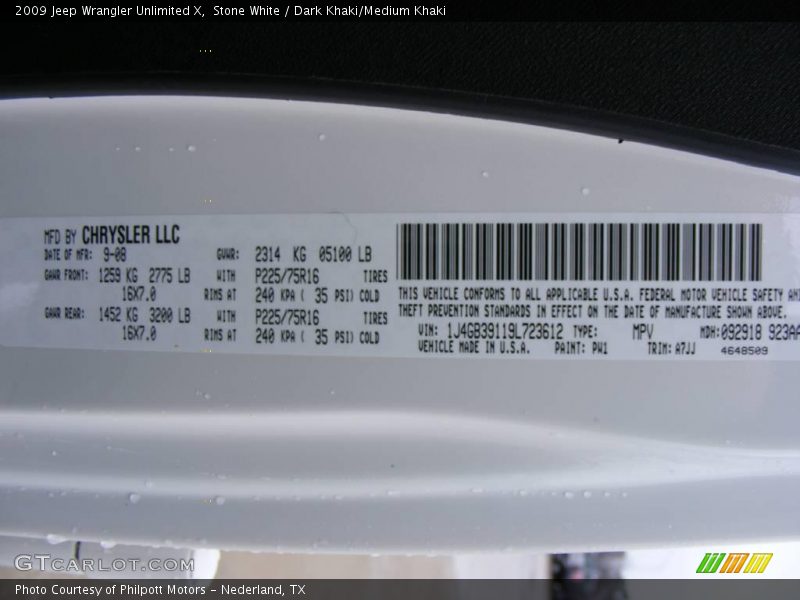 2009 Jeep Wrangler Unlimited X,  Stone White / Dark Khaki/Medium Khaki
MFD BY CHRYSLER LLC
DATE OF MFR: 9-08 GVWR: 2314 KG 05100 LB
GAWR FRONT: 1259 KG 2775 LB WITH P225/75R16 TIRES
16X7.0 RIMS AT 240 KPA ( 35 PSI) COLD
GAWR REAR: 1452 KG 3200 LB WITH P225/75R16 TIRES
16X7.0 RIMS AT 240 KPA ( 35 PSI) COLD
THIS VEHICLE CONFORMS TO ALL APPLICABLE U.S.A. FEDERAL MOTOR VEHICLE SAFETY
THEFT PREVENTION STANDARDS IN EFFECT ON THE DATE OF MANUFACTURE SHOWN ABOVE.
VIN: 1J4GB39119L723612 TYPE: MPV MDH: 092918 923AA
VEHICLE MADE IN U.S.A. PAINT: PW1 TRIM: A7JJ 4648509
GTCARLOT.COM
Photo Courtesy of Philpott Motors - Nederland, TX